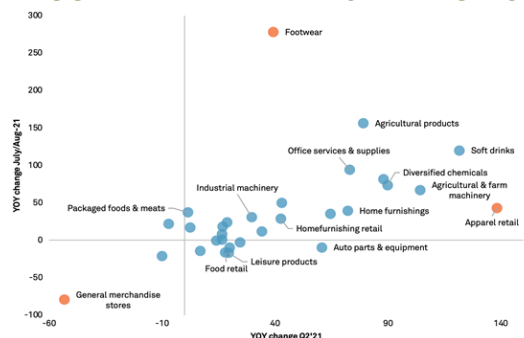 300
250
200
150
100
50
0
-50
-100
YOY change July/Aug-21
Footwear
Agricultural products
Office services & supplies
Soft drinks
Diversified chemicals
Agricultural & farm
machinery
Industrial machinery
Packaged foods & meats
Home furnishings
Apparel retail
Homefurnishing retail
Auto parts & equipment
Leisure products
Food retail
General merchandise
stores
-60
-10
40
90
140
YOY change Q2'21